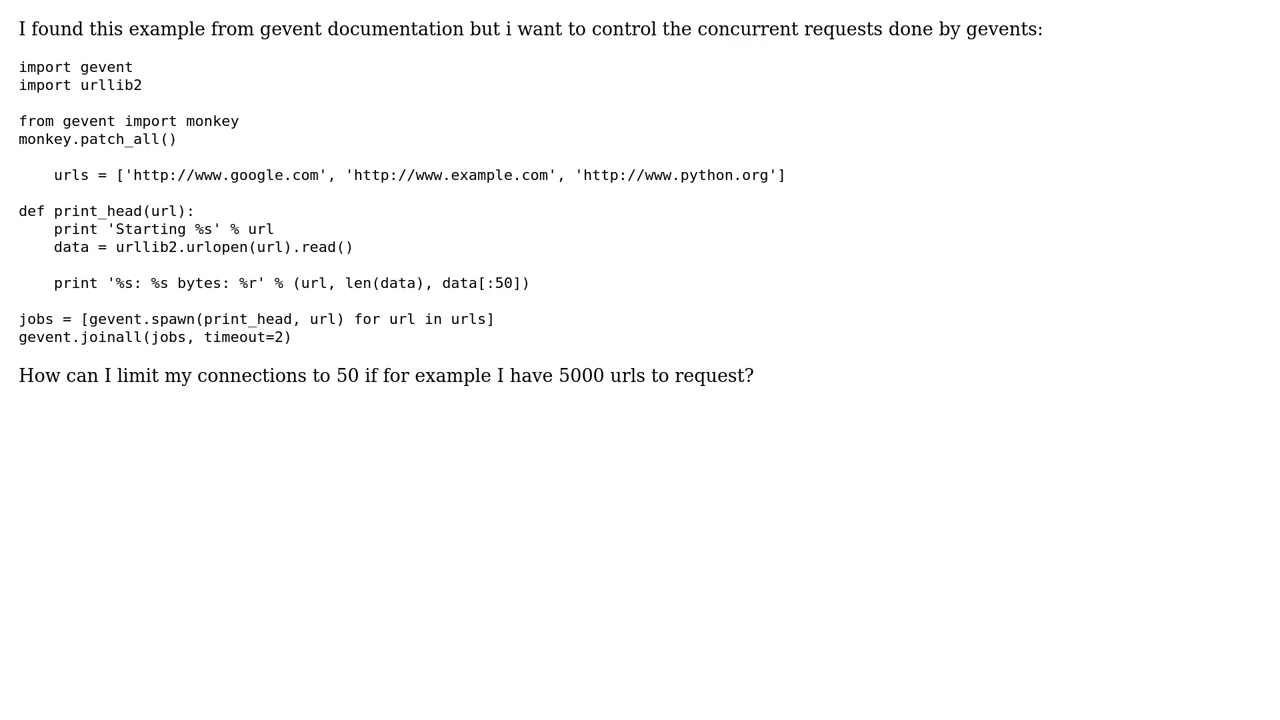 I found this example from gevent documentation but i want to control the concurrent requests done by gevents:
import gevent
import urllib2
from gevent import monkey
monkey.patch_all()
    urls = ['http://www.google.com', 'http://www.example.com', 'http://www.python.org']
def print_head(url):
    print 'Starting %s' % url
    data = urllib2.urlopen(url).read()
    print '%s: %s bytes: %r' % (url, len(data), data[:50])
jobs = [gevent.spawn(print_head, url) for url in urls]
gevent.joinall(jobs, timeout=2)
How can I limit my connections to 50 if for example I have 5000 urls to request?